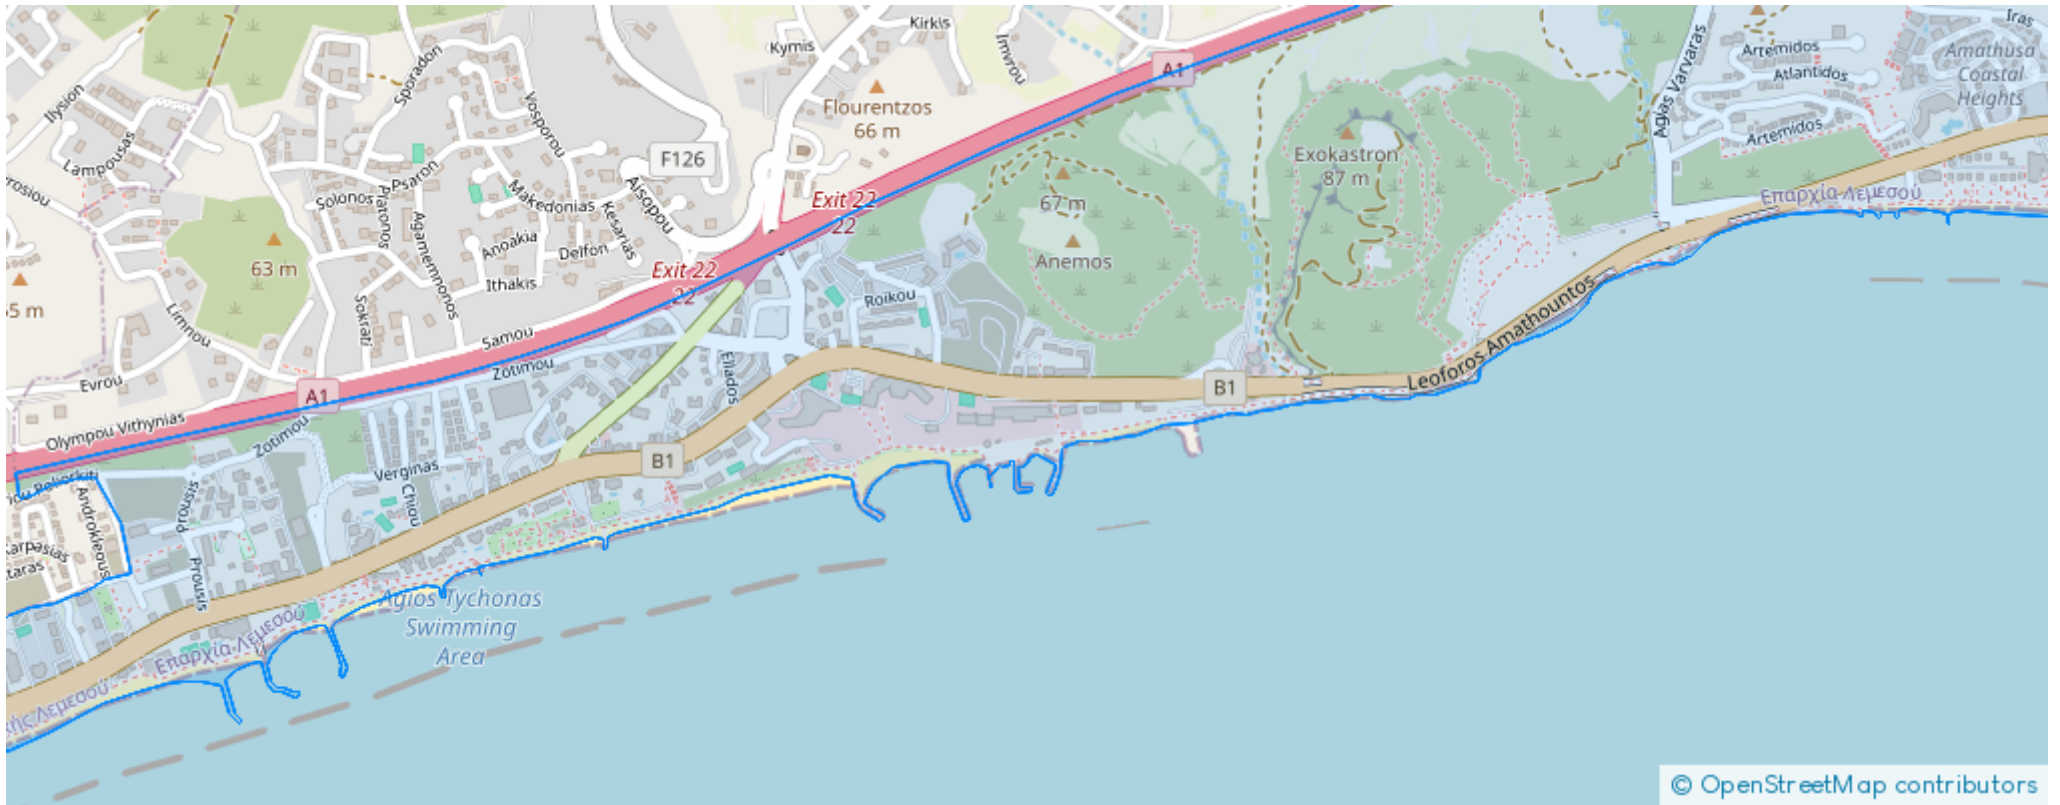 Kirkis
Kymis
Imvrou
A1
Iras
Artemidos
Amathusa
Coastal
Heights
Atlantidos
Agias Varvaras
Artemidos
Sporadon
Vosporou
Ilysion
Flourentzos
66 m
Lampousas
F126
Exokastron
87 m
Psaron
Solonos
Platonos
Makedonias
Aisopou
Kesarias
Agamemnonos
Exit 22
22
67 m
Επαρχία Λεμεσού
Anoakia
Delfon
63 m
Anemos
Exit 22
22
Ithakis
Roikou
Sokrati
Limnou
Samou
Zotimou
Leoforos Amathountos
Elladou
Evrou
A1
B1
Olympou Vithynias
Zotimou
B1
Verginas
Chiou
Prousis
Androkleous
Karpasias
Prousis
Agios Tychonas
Swimming
Area
Επαρχία Λεμεσού
Λεμεσού
© OpenStreetMap contributors